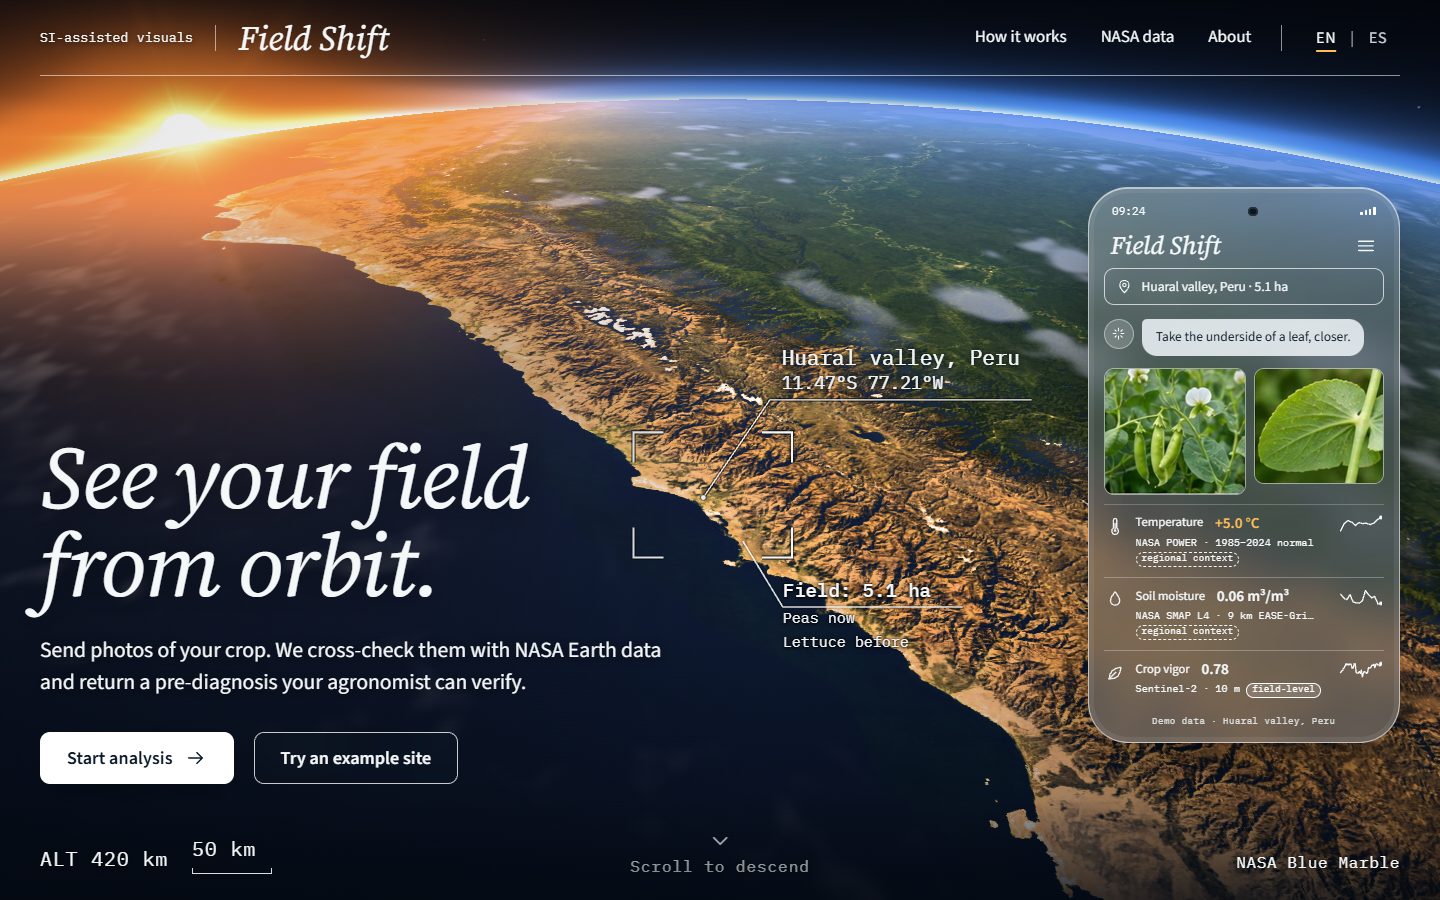 SI-assisted visuals
Field Shift
How it works
NASA data
About
EN | ES
09:24
Field Shift
Huaral valley, Peru · 5.1 ha
Take the underside of a leaf, closer.
Temperature +5.0 °C
NASA POWER · 1985–2024 normal
regional context
Soil moisture 0.06 m³/m³
NASA SMAP L4 · 9 km EASE-Gri…
regional context
Crop vigor 0.78
Sentinel-2 · 10 m field-level
Demo data · Huaral valley, Peru
Huaral valley, Peru
11.47°S 77.21°W
Field: 5.1 ha
Peas now
Lettuce before
See your field
from orbit.
Send photos of your crop. We cross-check them with NASA Earth data
and return a pre-diagnosis your agronomist can verify.
Start analysis
Try an example site
ALT 420 km
50 km
Scroll to descend
NASA Blue Marble